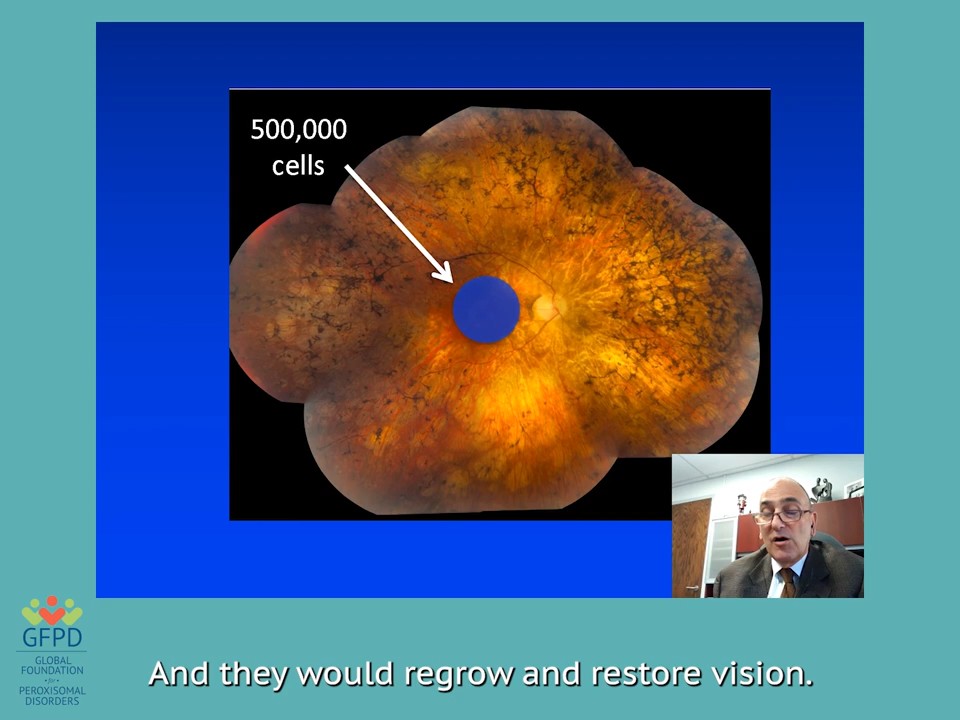 500,000
cells
GFPD
GLOBAL
FOUNDATION
for
PEROXISOMAL
DISORDERS
And they would regrow and restore vision.